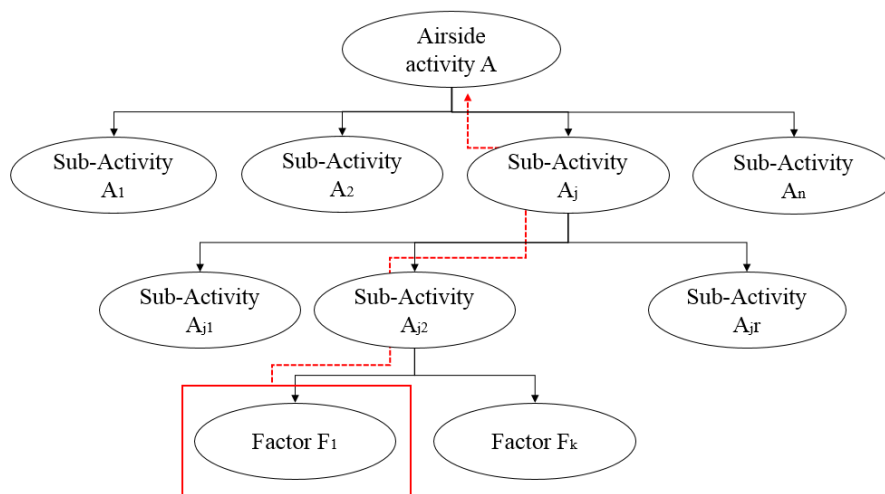 Airside
activity A
Sub-Activity
A1
Sub-Activity
A2
Sub-Activity
Aj
Sub-Activity
An
Sub-Activity
Aj1
Sub-Activity
Aj2
Sub-Activity
Ajr
Factor F1
Factor Fk